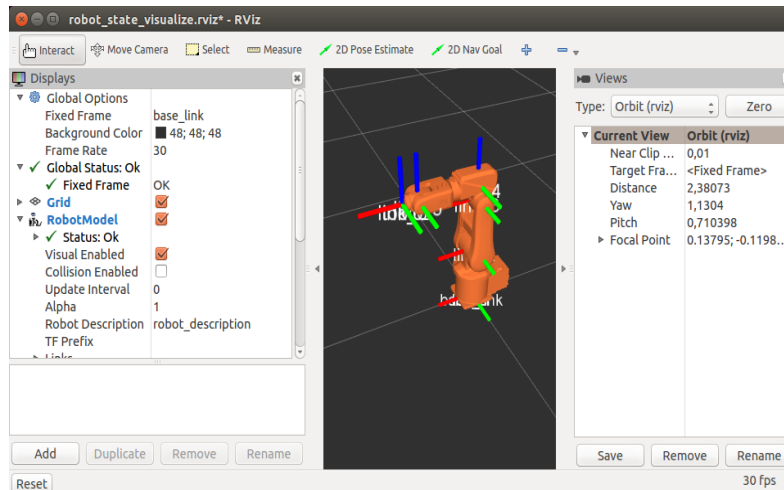 robot_state_visualize.rviz* - RViz
Interact Move Camera Select Measure 2D Pose Estimate 2D Nav Goal
Displays
Global Options
Fixed Frame base_link
Background Color 48; 48; 48
Frame Rate 30
Global Status: Ok
Fixed Frame OK
Grid
RobotModel
Status: Ok
Visual Enabled
Collision Enabled
Update Interval 0
Alpha 1
Robot Description robot_description
TF Prefix
Links
Add Duplicate Remove Rename
Reset
Views
Type: Orbit (rviz) Zero
Current View Orbit (rviz)
Near Clip ... 0,01
Target Fra... <Fixed Frame>
Distance 2,38073
Yaw 1,1304
Pitch 0,710398
Focal Point 0.13795; -0.1198...
Save Remove Rename
30 fps